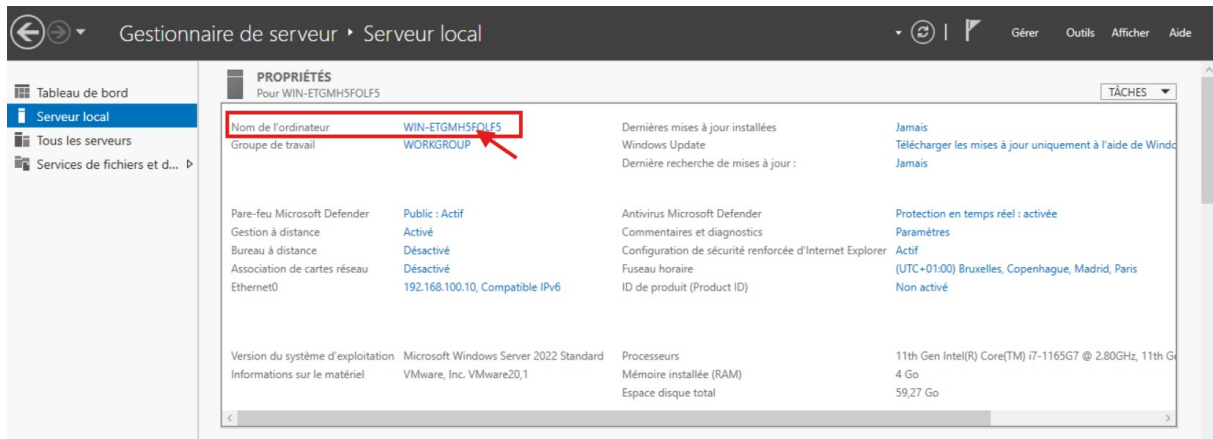 Gestionnaire de serveur ‣ Serveur local
Gérer Outils Afficher Aide
Tableau de bord
Serveur local
Tous les serveurs
Services de fichiers et d...
PROPRIÉTÉS
Pour WIN-ETGMH5FOLF5
TÂCHES
Nom de l'ordinateur WIN-ETGMH5FOLF5
Groupe de travail WORKGROUP
Dernières mises à jour installées Jamais
Windows Update Télécharger les mises à jour uniquement à l'aide de Windo
Dernière recherche de mises à jour : Jamais
Pare-feu Microsoft Defender Public : Actif
Gestion à distance Activé
Bureau à distance Désactivé
Association de cartes réseau Désactivé
Ethernet0 192.168.100.10, Compatible IPv6
Antivirus Microsoft Defender Protection en temps réel : activée
Commentaires et diagnostics Paramètres
Configuration de sécurité renforcée d'Internet Explorer Actif
Fuseau horaire (UTC+01:00) Bruxelles, Copenhague, Madrid, Paris
ID de produit (Product ID) Non activé
Version du système d'exploitation Microsoft Windows Server 2022 Standard
Informations sur le matériel VMware, Inc. VMware20,1
Processeurs 11th Gen Intel(R) Core(TM) i7-1165G7 @ 2.80GHz, 11th G
Mémoire installée (RAM) 4 Go
Espace disque total 59,27 Go